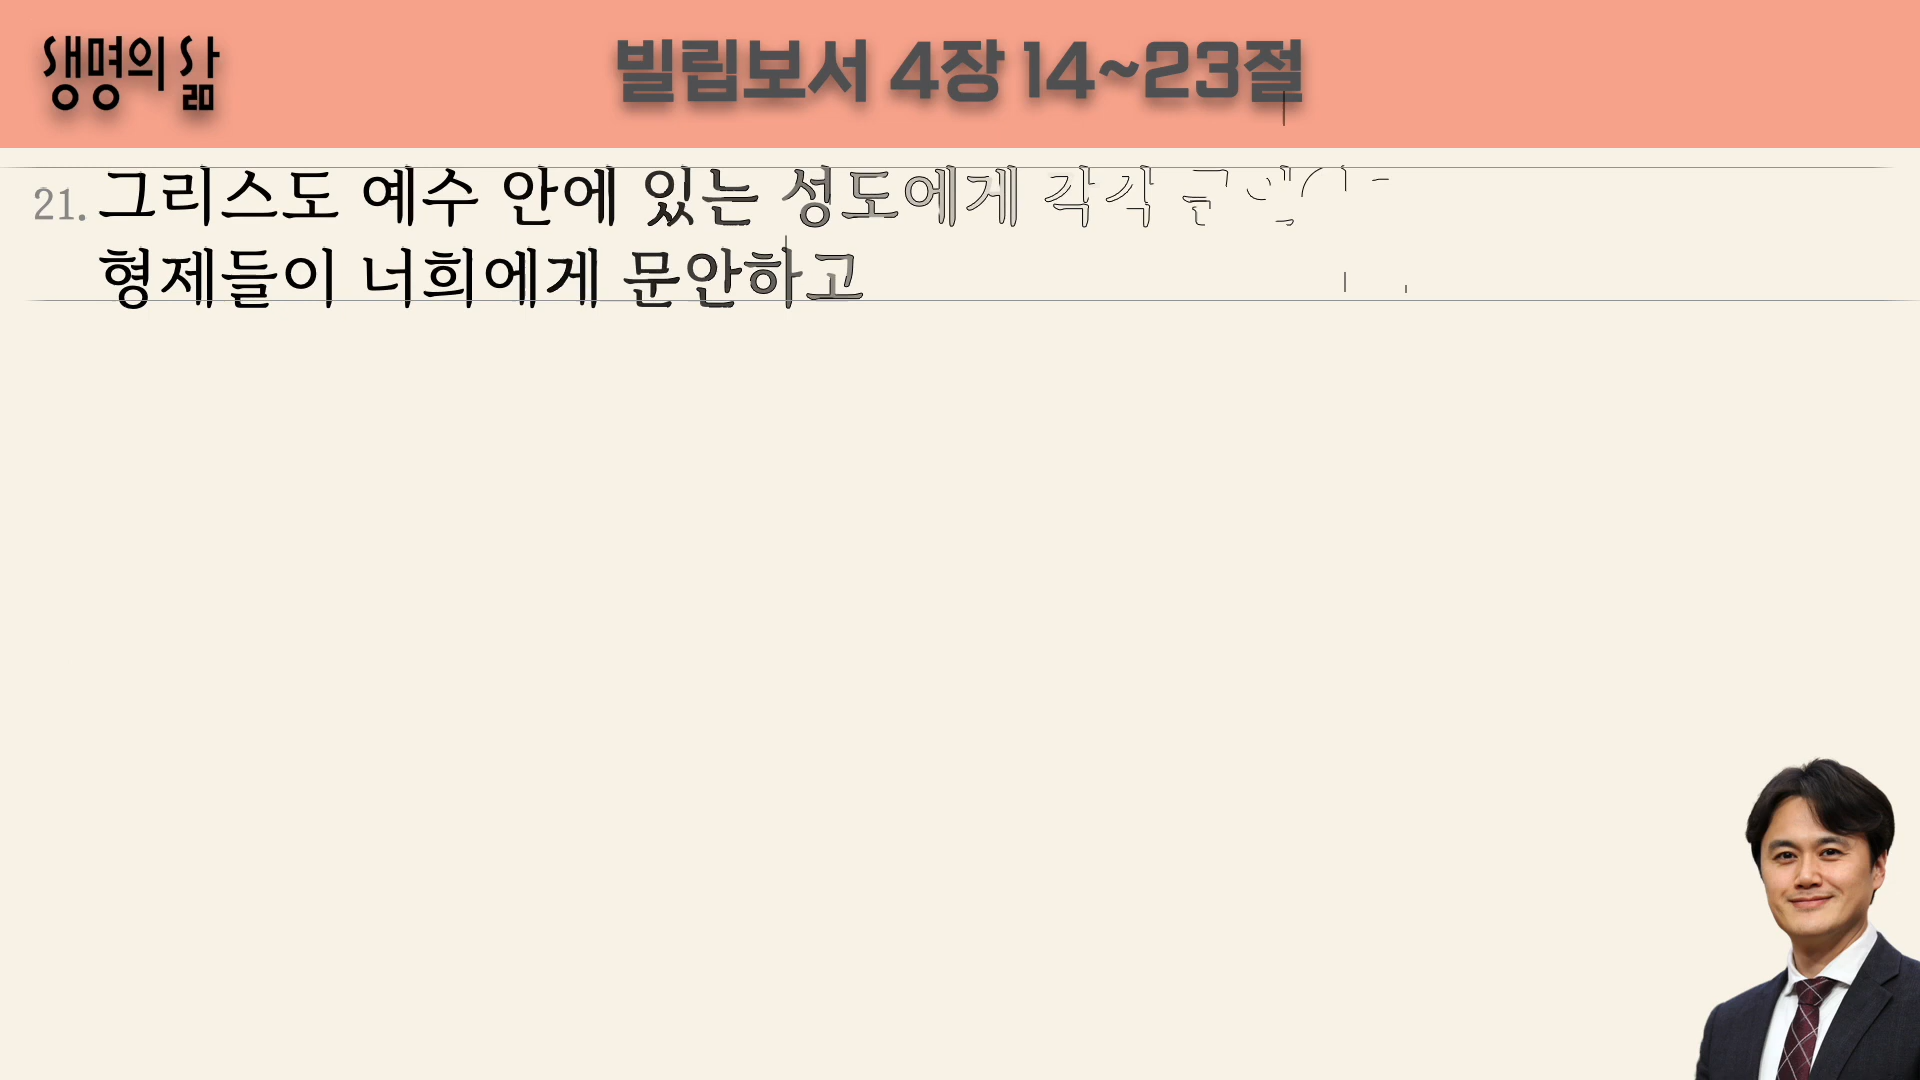 생명의 삶
빌립보서 4장 14~23절
21. 그리스도 예수 안에 있는 성도에게 각각
형제들이 너희에게 문안하고